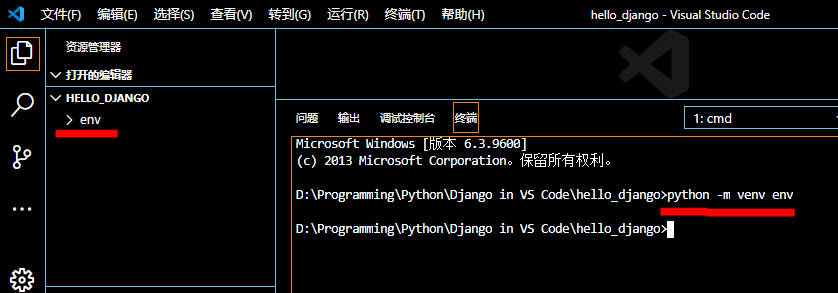 文件(F) 编辑(E) 选择(S) 查看(V) 转到(G) 运行(R) 终端(T) 帮助(H) hello_django - Visual Studio Code
资源管理器
打开的编辑器
HELLO_DJANGO
env
问题 输出 调试控制台 终端 1: cmd
Microsoft Windows [版本 6.3.9600]
(c) 2013 Microsoft Corporation。保留所有权利。
D:\Programming\Python\Django in VS Code\hello_django>python -m venv env
D:\Programming\Python\Django in VS Code\hello_django>